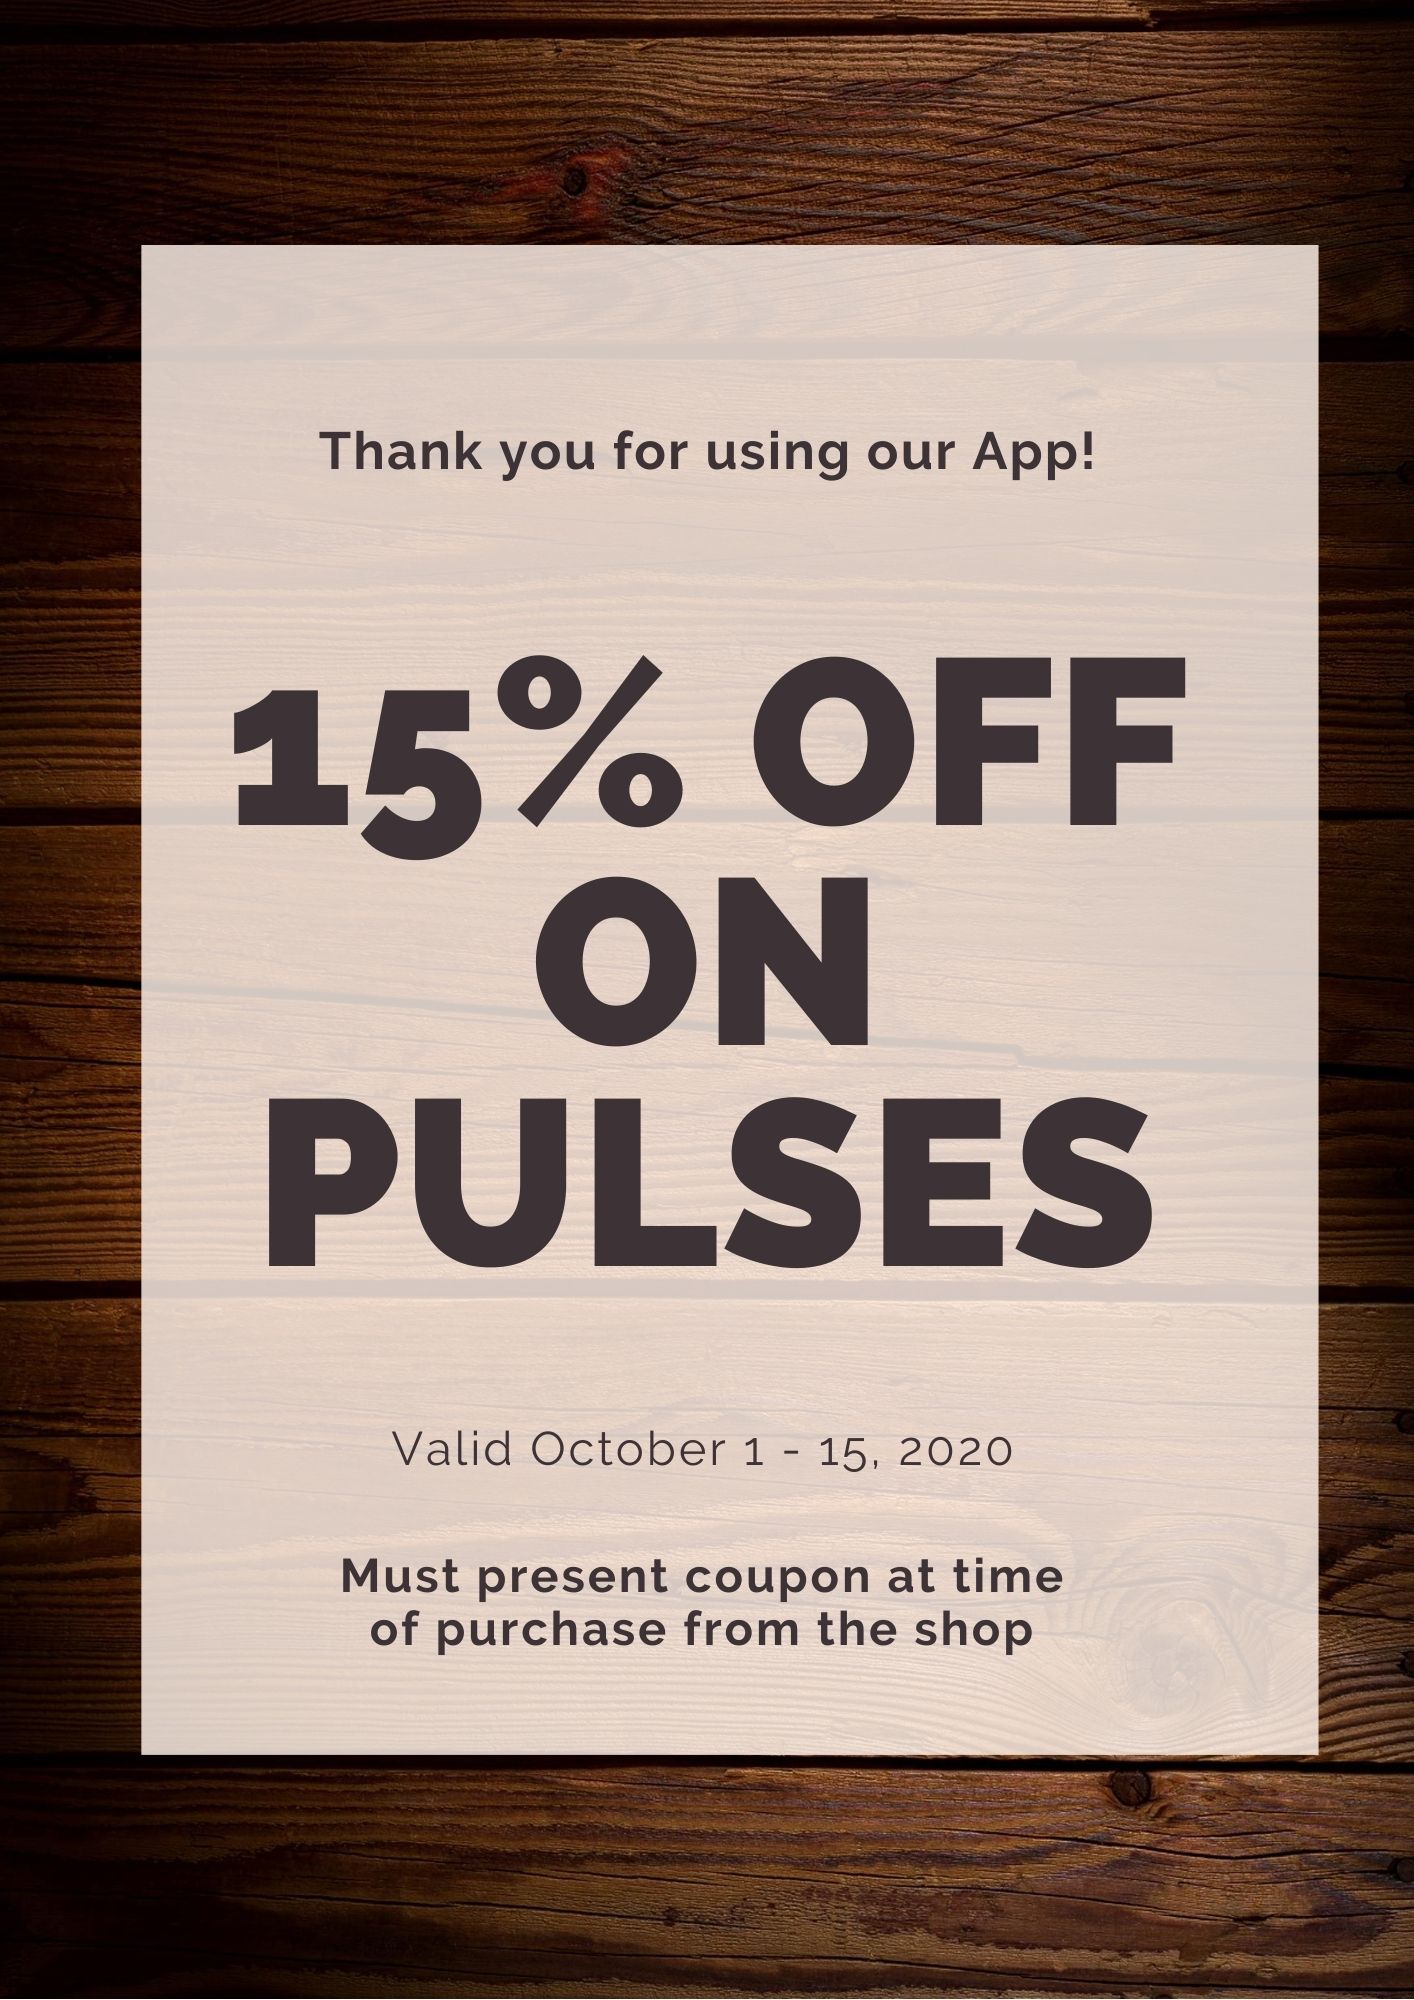 Thank you for using our App!
15% OFF
ON
PULSES
Valid October 1 - 15, 2020
Must present coupon at time
of purchase from the shop